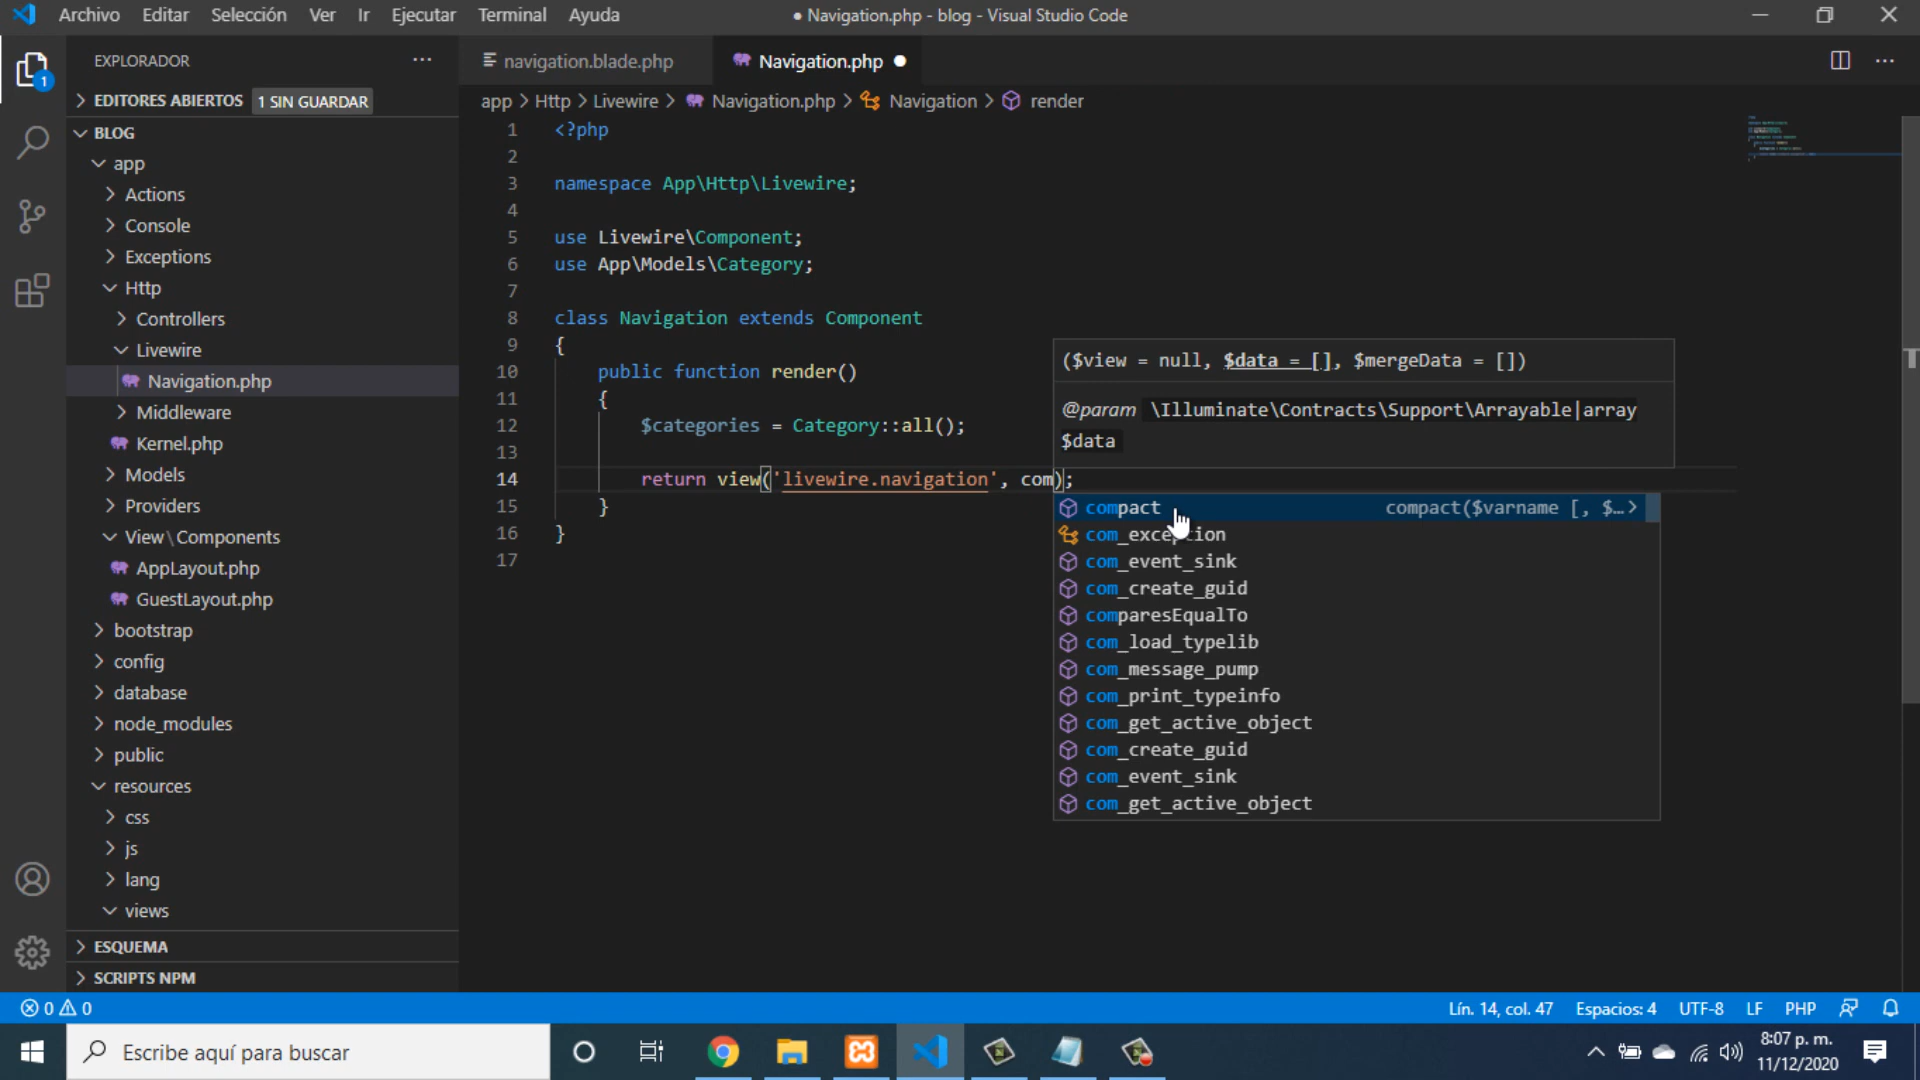 Archivo Editar Selección Ver Ir Ejecutar Terminal Ayuda
● Navigation.php - blog - Visual Studio Code
EXPLORADOR ...
navigation.blade.php
Navigation.php ●
EDITORES ABIERTOS 1 SIN GUARDAR
app > Http > Livewire > Navigation.php > Navigation > render
1
BLOG
app
Actions
Console
Exceptions
Http
Controllers
Livewire
Navigation.php
Middleware
Kernel.php
Models
Providers
View\Components
AppLayout.php
GuestLayout.php
bootstrap
config
database
node_modules
public
resources
css
js
lang
views
ESQUEMA
SCRIPTS NPM
1 <?php
2
3 namespace App\Http\Livewire;
4
5 use Livewire\Component;
6 use App\Models\Category;
7
8 class Navigation extends Component
9 {
10 public function render()
11 {
12 $categories = Category::all();
13
14 return view('livewire.navigation', com);
15 }
16 }
17
($view = null, $data = [], $mergeData = [])
@param \Illuminate\Contracts\Support\Arrayable|array
$data
compact compact($varname [, $…>
com_exception
com_event_sink
com_create_guid
comparesEqualTo
com_load_typelib
com_message_pump
com_print_typeinfo
com_get_active_object
com_create_guid
com_event_sink
com_get_active_object
0 0
Lín. 14, col. 47 Espacios: 4 UTF-8 LF PHP
Escribe aquí para buscar
8:07 p. m.
11/12/2020